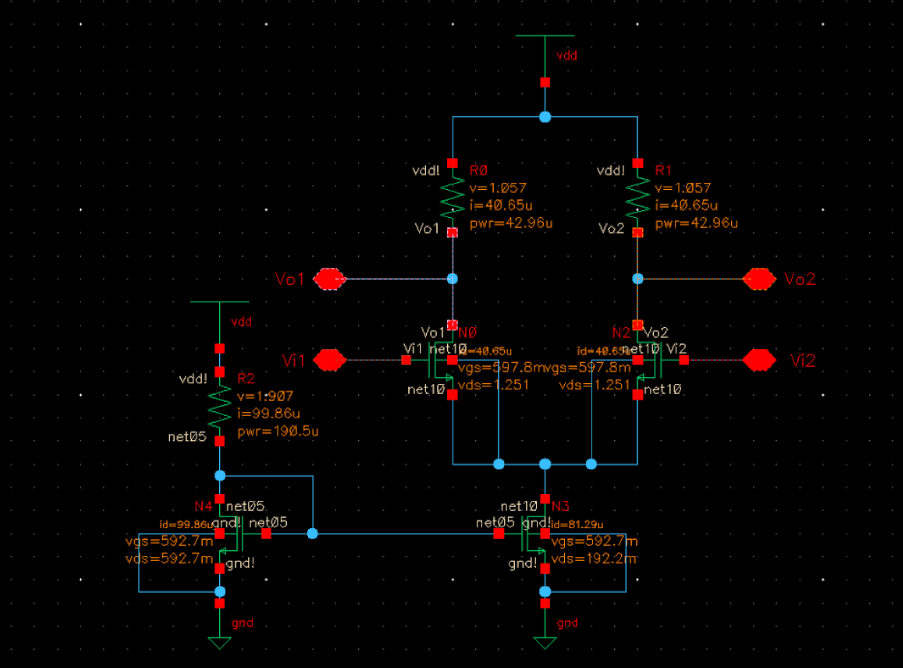 vdd
vdd! R0
v=1.057
i=40.65u
pwr=42.96u
Vo1
vdd! R1
v=1.057
i=40.65u
pwr=42.96u
Vo2
Vo1
Vo2
vdd
Vo1 N0
Vi1 net10
id=40.65u
vgs=597.8m
vds=1.251
net10
N2 Vo2
net10 Vi2
vgs=597.8m
vds=1.251
net10
Vi1
Vi2
vdd! R2
v=1.907
i=99.86u
pwr=190.5u
net05
N4 net05
gnd! net05
id=99.86u
vgs=592.7m
vds=592.7m
gnd!
gnd
net10 N3
net05 gnd!
id=81.29u
vgs=592.7m
vds=192.2m
gnd!
gnd